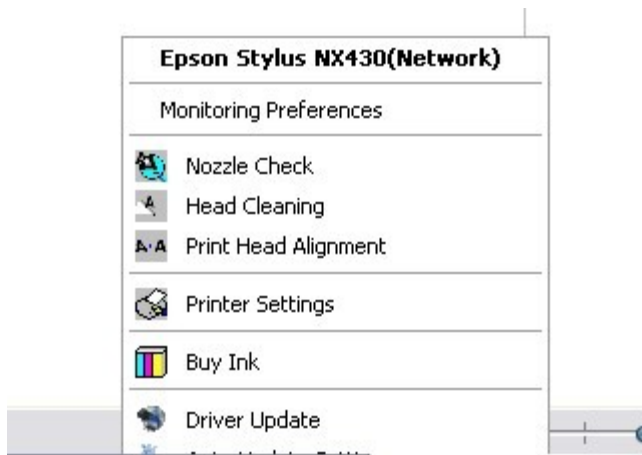 Epson Stylus NX430(Network)
Monitoring Preferences
Nozzle Check
Head Cleaning
Print Head Alignment
Printer Settings
Buy Ink
Driver Update